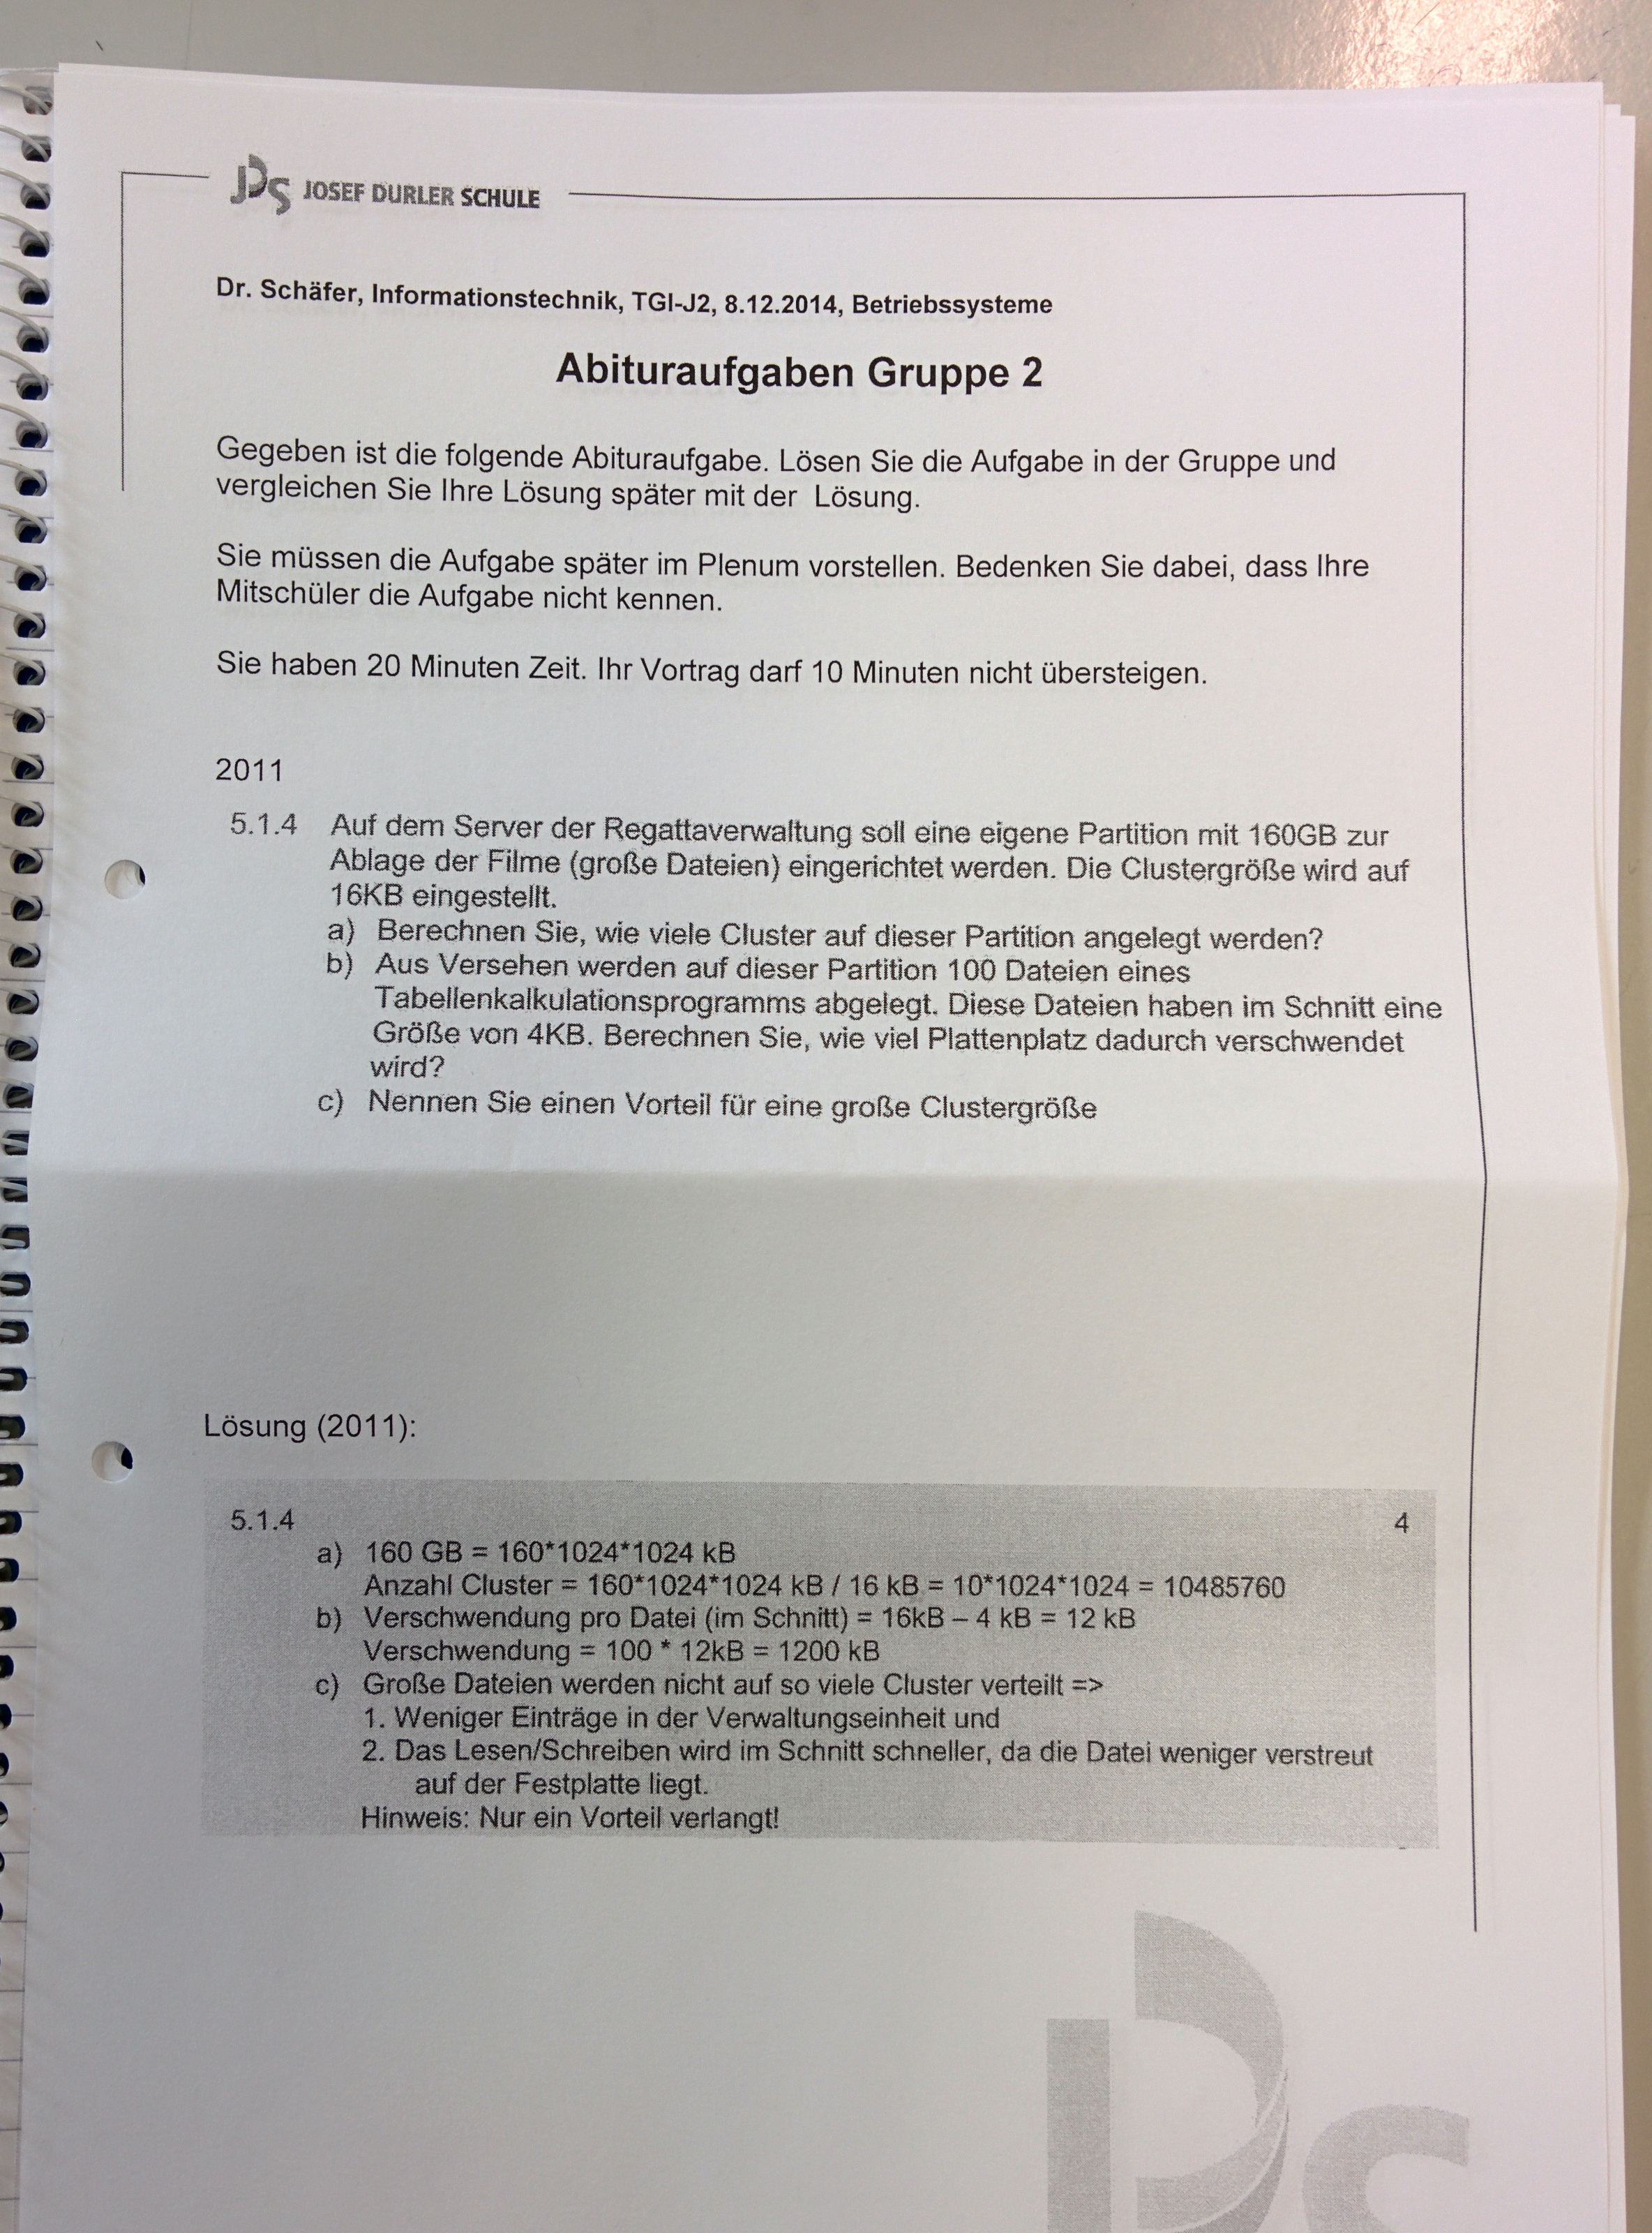 JDS JOSEF DURLER SCHULE
Dr. Schäfer, Informationstechnik, TGI-J2, 8.12.2014, Betriebssysteme
Abituraufgaben Gruppe 2
Gegeben ist die folgende Abituraufgabe. Lösen Sie die Aufgabe in der Gruppe und
vergleichen Sie Ihre Lösung später mit der Lösung.
Sie müssen die Aufgabe später im Plenum vorstellen. Bedenken Sie dabei, dass Ihre
Mitschüler die Aufgabe nicht kennen.
Sie haben 20 Minuten Zeit. Ihr Vortrag darf 10 Minuten nicht übersteigen.
2011
5.1.4 Auf dem Server der Regattaverwaltung soll eine eigene Partition mit 160GB zur
Ablage der Filme (große Dateien) eingerichtet werden. Die Clustergröße wird auf
16KB eingestellt.
a) Berechnen Sie, wie viele Cluster auf dieser Partition angelegt werden?
b) Aus Versehen werden auf dieser Partition 100 Dateien eines
Tabellenkalkulationsprogramms abgelegt. Diese Dateien haben im Schnitt eine
Größe von 4KB. Berechnen Sie, wie viel Plattenplatz dadurch verschwendet
wird?
c) Nennen Sie einen Vorteil für eine große Clustergröße
Lösung (2011):
5.1.4 4
a) 160 GB = 160*1024*1024 kB
Anzahl Cluster = 160*1024*1024 kB / 16 kB = 10*1024*1024 = 10485760
b) Verschwendung pro Datei (im Schnitt) = 16kB – 4 kB = 12 kB
Verschwendung = 100 * 12kB = 1200 kB
c) Große Dateien werden nicht auf so viele Cluster verteilt =>
1. Weniger Einträge in der Verwaltungseinheit und
2. Das Lesen/Schreiben wird im Schnitt schneller, da die Datei weniger verstreut
auf der Festplatte liegt.
Hinweis: Nur ein Vorteil verlangt!
JDS